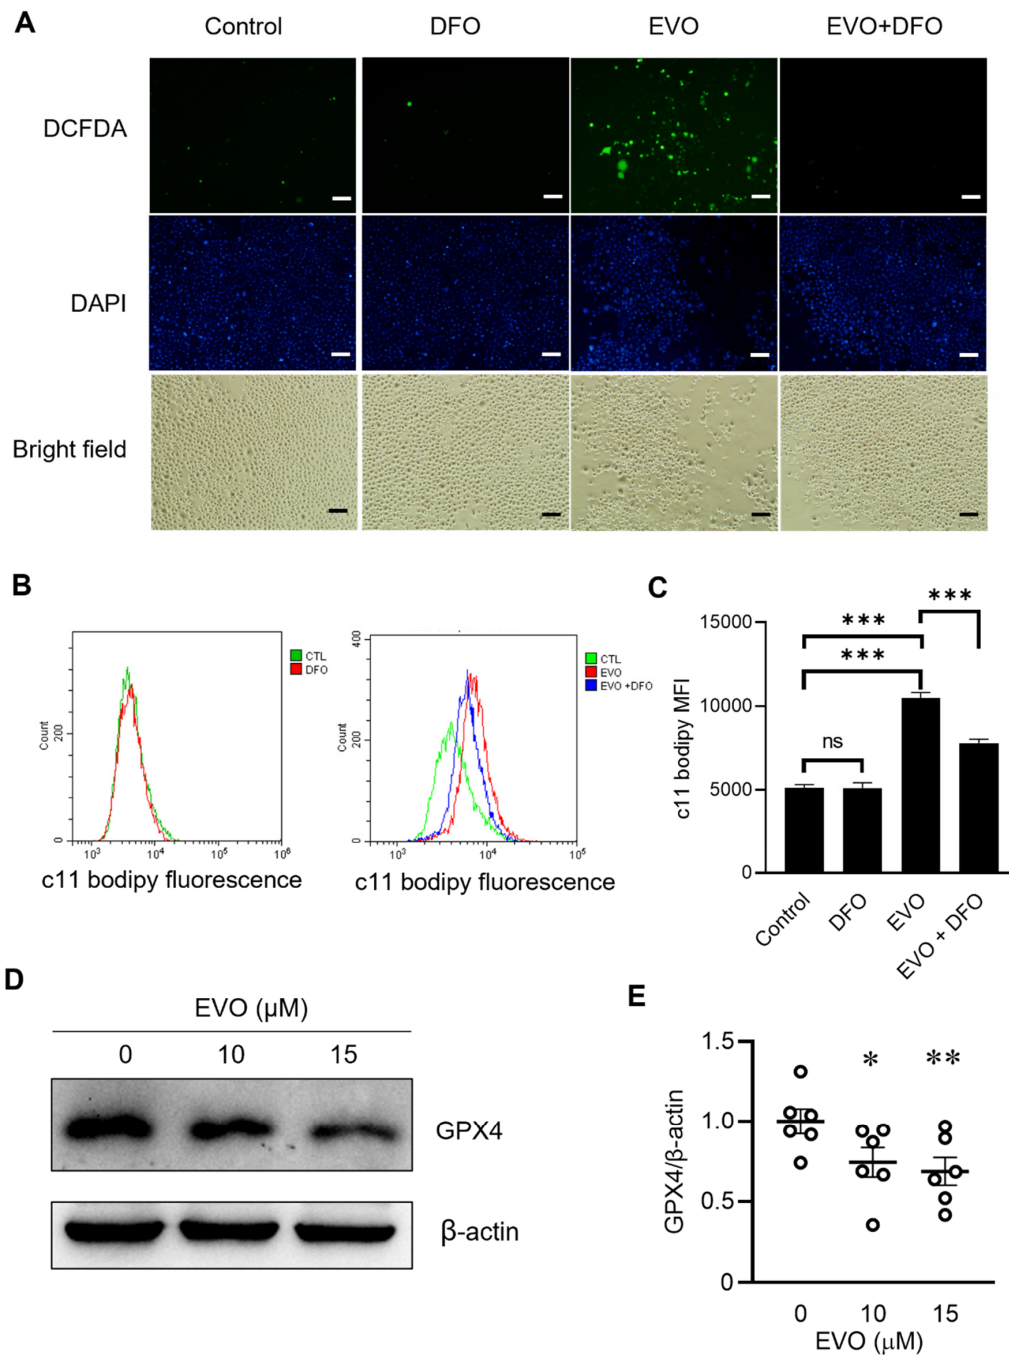 A
Control DFO EVO EVO+DFO
DCFDA
DAPI
Bright field
B
Count
200
0
10³ 10⁴ 10⁵ 10⁶
CTL
DFO
c11 bodipy fluorescence
Count
400
200
0
10³ 10⁴ 10⁵
CTL
EVO
EVO +DFO
c11 bodipy fluorescence
C
c11 bodipy MFI
15000
10000
5000
0
***
***
***
ns
Control DFO EVO EVO + DFO
D
EVO (μM)
0 10 15
GPX4
β-actin
E
GPX4/β-actin
1.5
1.0
0.5
0
* **
0 10 15
EVO (μM)